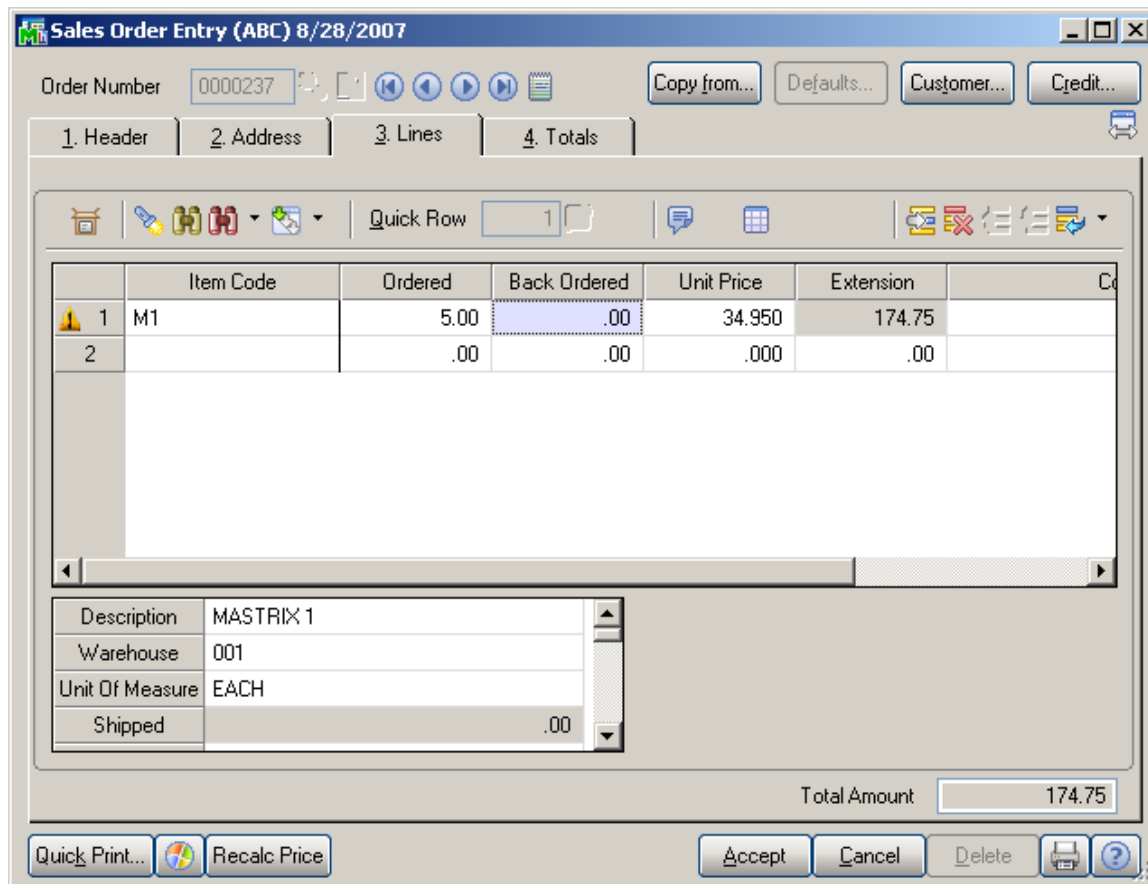 Sales Order Entry (ABC) 8/28/2007
Order Number 0000237 Copy from... Defaults... Customer... Credit...
1. Header 2. Address 3. Lines 4. Totals
Quick Row 1
Item Code Ordered Back Ordered Unit Price Extension
1 M1 5.00 .00 34.950 174.75
2 .00 .00 .000 .00
Description MASTRIX 1
Warehouse 001
Unit Of Measure EACH
Shipped .00
Total Amount 174.75
Quick Print... Recalc Price Accept Cancel Delete